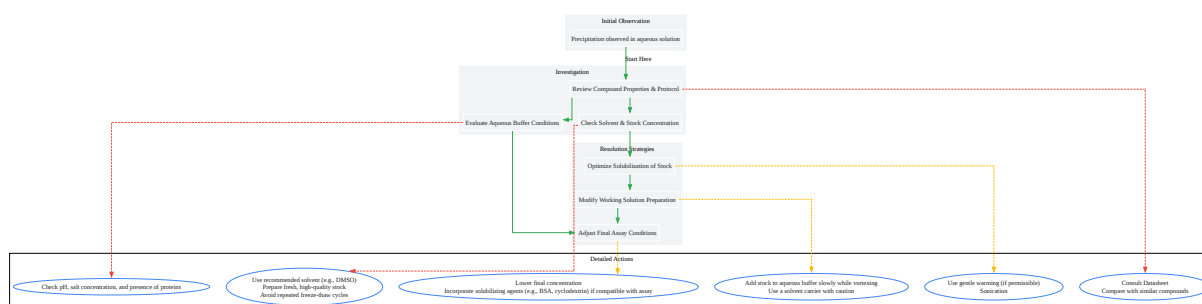 Initial Observation
Precipitation observed in aqueous solution
Start Here
Investigation
Review Compound Properties & Protocol
Evaluate Aqueous Buffer Conditions
Check Solvent & Stock Concentration
Resolution Strategies
Optimize Solubilization of Stock
Modify Working Solution Preparation
Adjust Final Assay Conditions
Detailed Actions
Check pH, salt concentration, and presence of proteins
Use recommended solvent (e.g., DMSO)
Prepare fresh, high-quality stock
Avoid repeated freeze-thaw cycles
Lower final concentration
Incorporate solubilizing agents (e.g., BSA, cyclodextrin) if compatible with assay
Add stock to aqueous buffer slowly while vortexing
Use a solvent carrier with caution
Use gentle warming (if permissible)
Sonication
Consult Datasheet
Compare with similar compounds